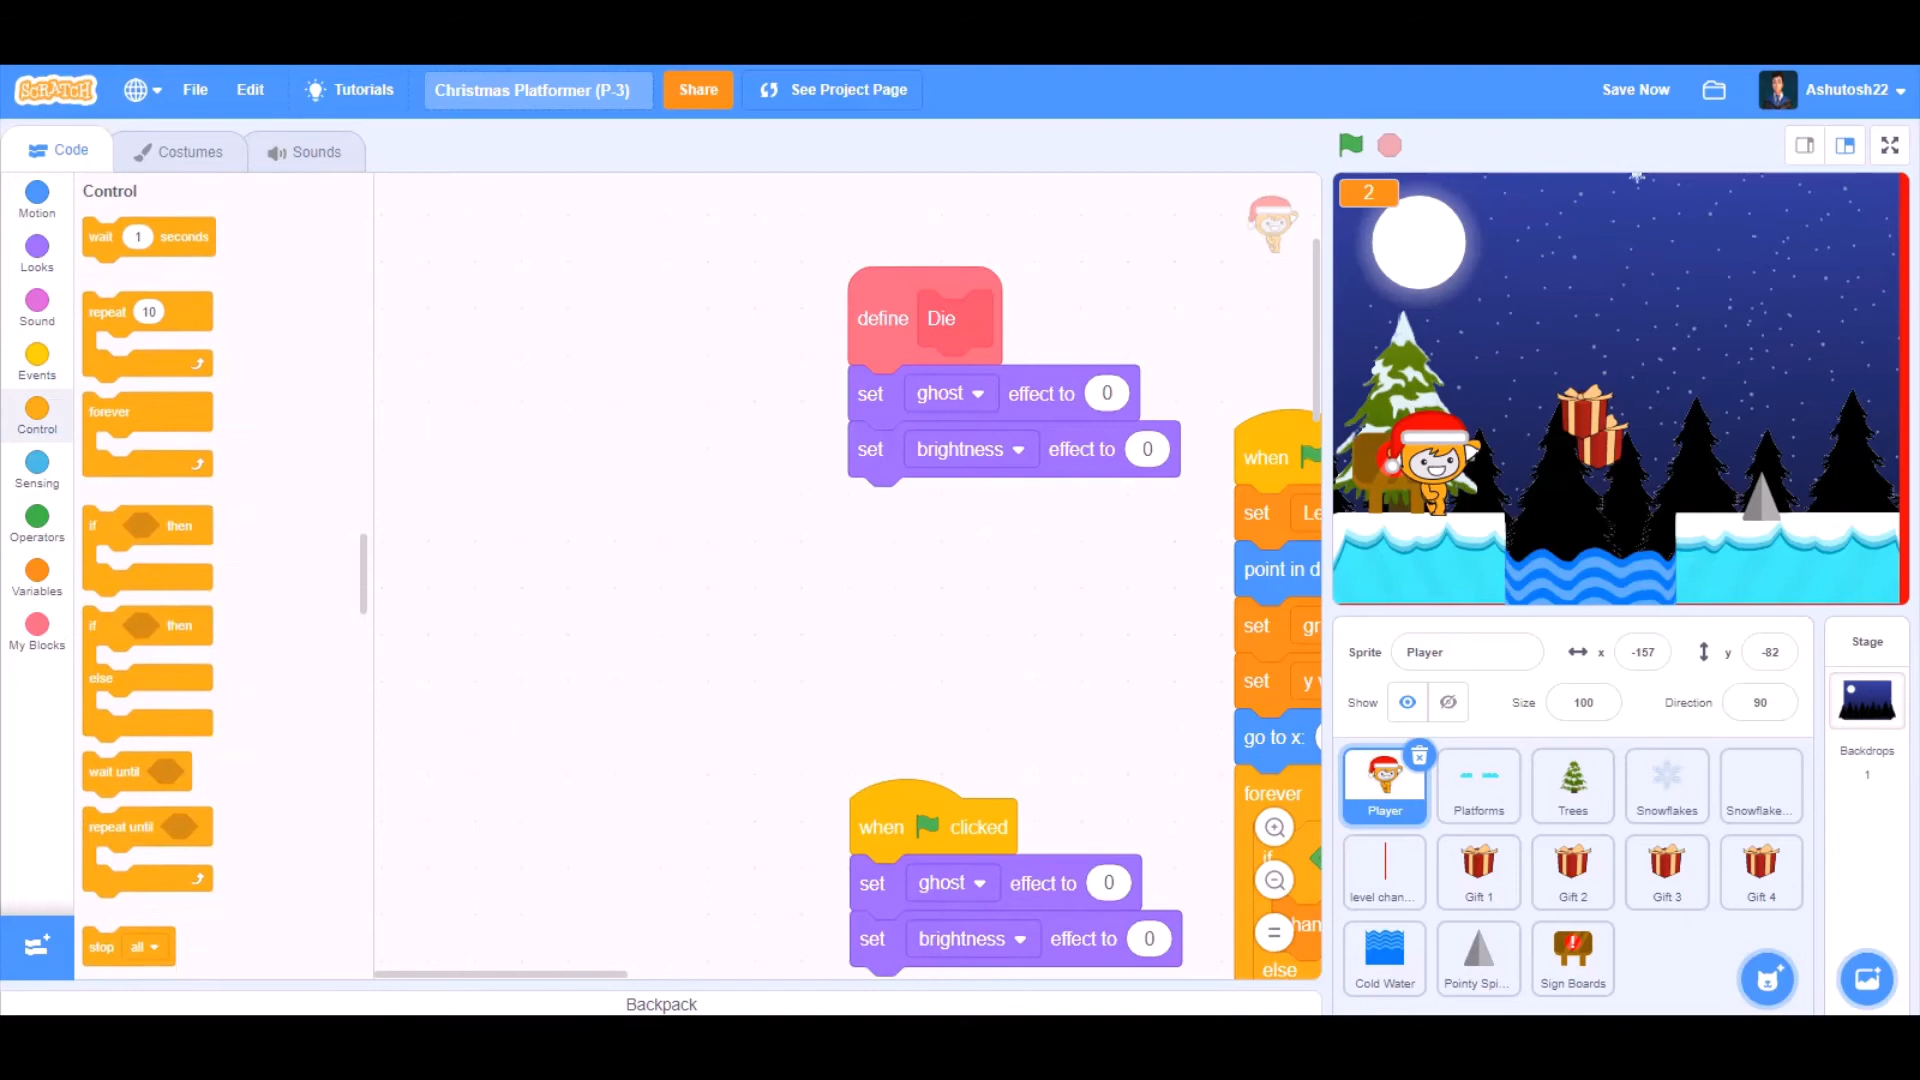 SCRATCH
File
Edit
Tutorials
Christmas Platformer (P-3)
Share
See Project Page
Save Now
Ashutosh22
Code
Costumes
Sounds
Motion
Looks
Sound
Events
Control
Sensing
Operators
Variables
My Blocks
Control
wait 1 seconds
repeat 10
forever
if then
if then
else
wait until
repeat until
stop all
define Die
set ghost effect to 0
set brightness effect to 0
when clicked
set ghost effect to 0
set brightness effect to 0
when
set Le
point in d
set gr
set y v
go to x:
forever
if
han
else
Backpack
2
Sprite Player x -157 y -82
Show Size 100 Direction 90
Player
Platforms
Trees
Snowflakes
Snowflake...
level chan...
Gift 1
Gift 2
Gift 3
Gift 4
Cold Water
Pointy Spi...
Sign Boards
Stage
Backdrops
1